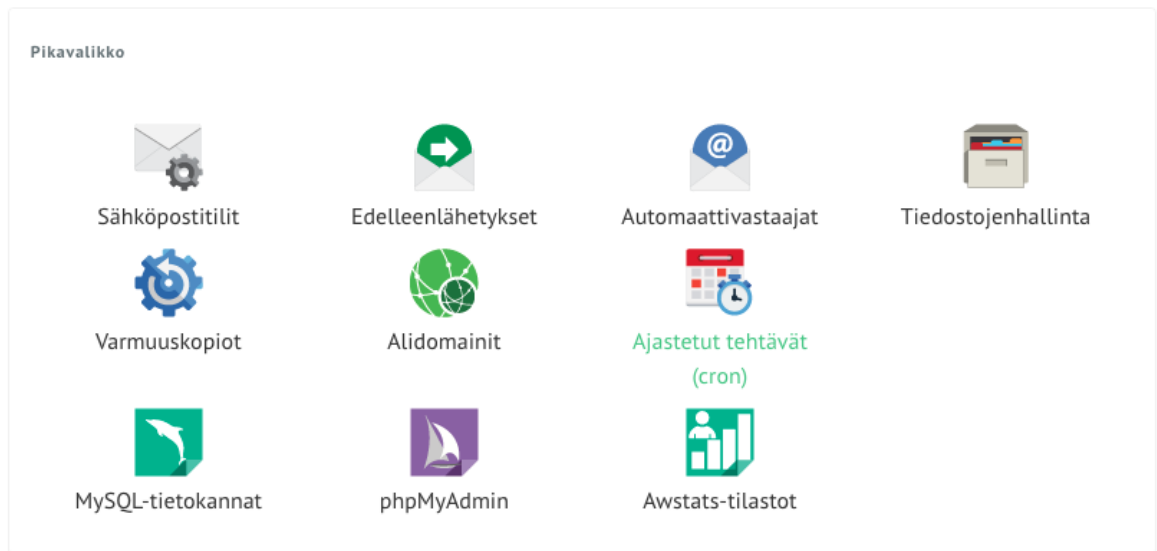 Pikavalikko
Sähköpostitilit
Edelleenlähetykset
@
Automaattivastaajat
Tiedostojenhallinta
Varmuuskopiot
Alidomainit
Ajastetut tehtävät
(cron)
MySQL-tietokannat
phpMyAdmin
Awstats-tilastot